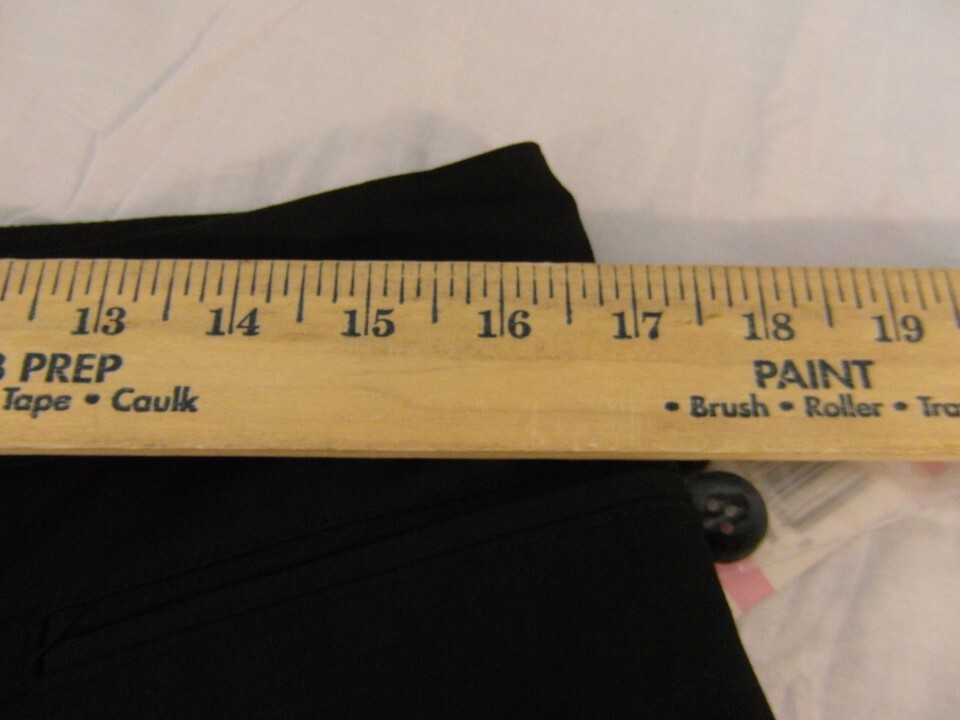 13 14 15 16 17 18 19
PREP PAINT
Tape • Caulk • Brush • Roller •